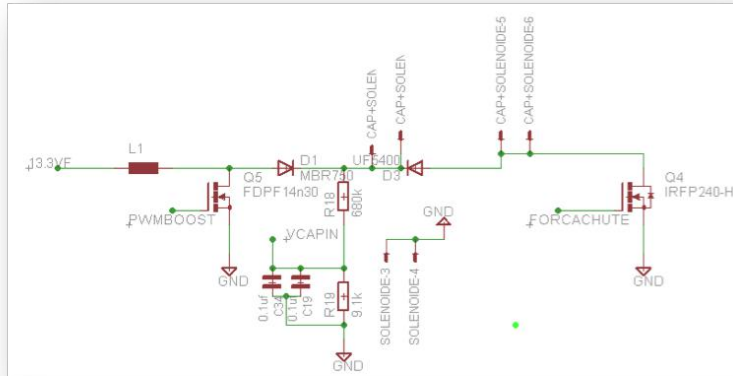 CAP+SOLEN
CAP+SOLEN
CAP+SOLENOIDE-5
CAP+SOLENOIDE-6
13.3VF
L1
Q5
FDPF14n30
PWMBOOST
GND
D1
MBR750
UF5400
D3
R18
680k
VCAPIN
0.1uf
C34
0.1u
C19
R19
9.1k
GND
GND
SOLENOIDE-3
SOLENOIDE-4
FORCACHUTE
Q4
IRFP240-H
GND